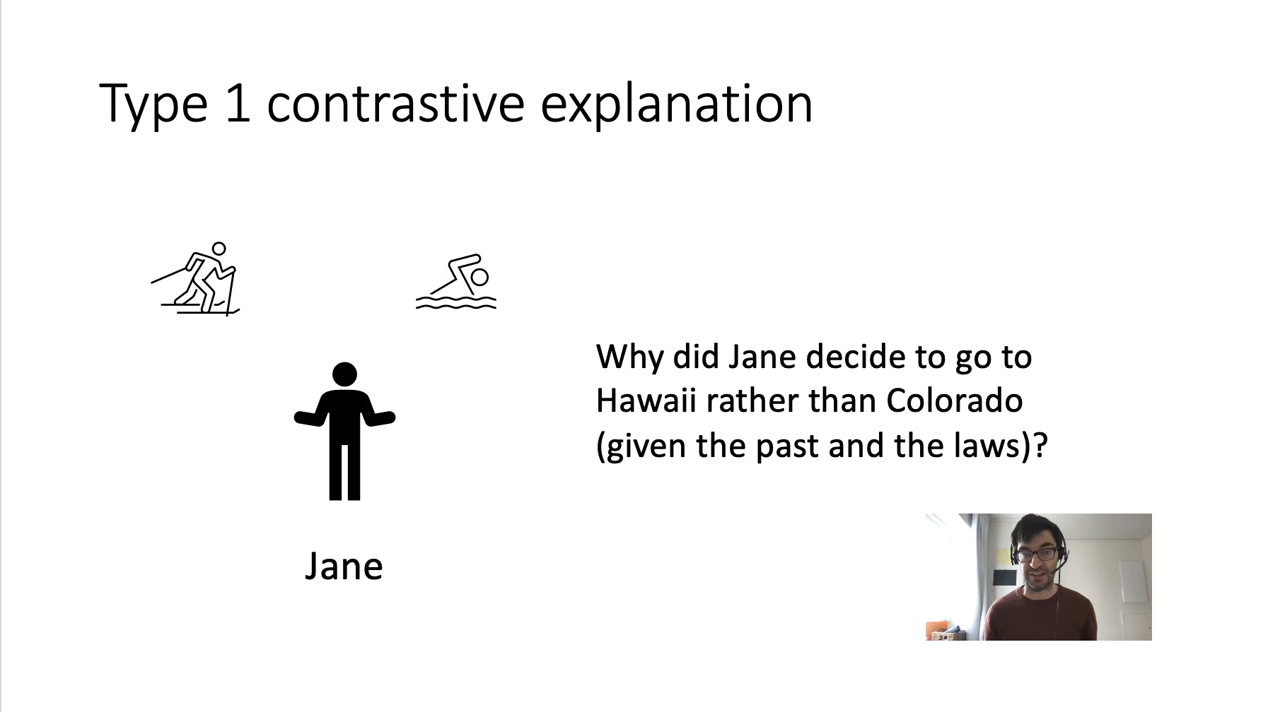 Type 1 contrastive explanation
Why did Jane decide to go to
Hawaii rather than Colorado
(given the past and the laws)?
Jane